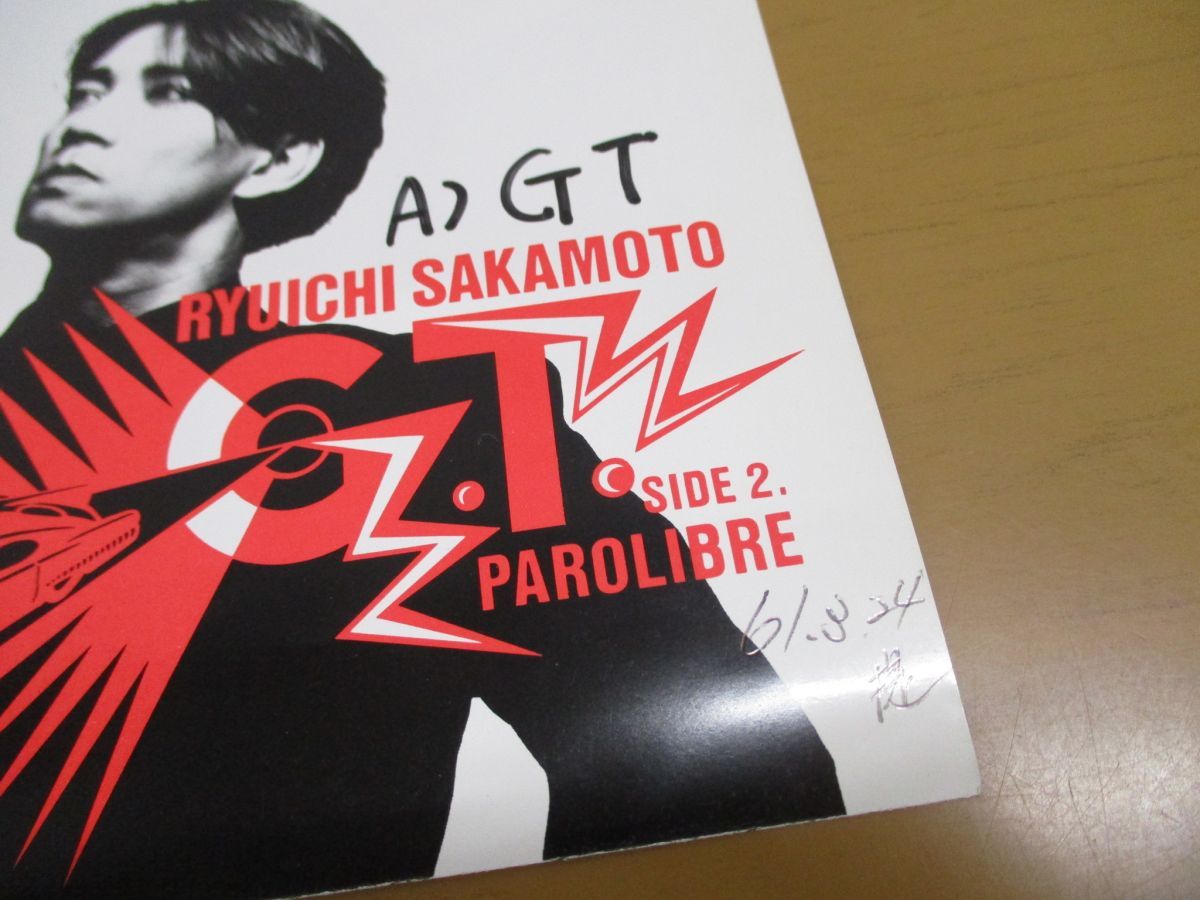 A) GT
RYUICHI SAKAMOTO
G.T.
SIDE 2.
PAROLIBRE
61.8.24